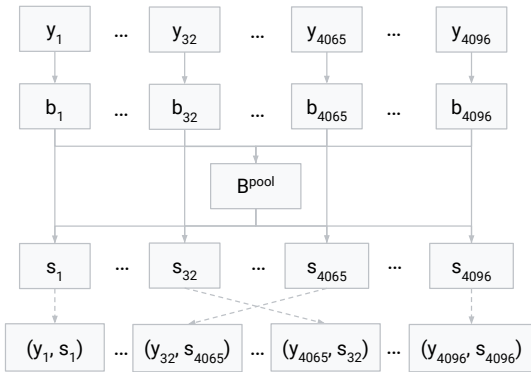 y₁ ... y₃₂ ... y₄₀₆₅ ... y₄₀₉₆
b₁ ... b₃₂ ... b₄₀₆₅ ... b₄₀₉₆
Bᵖᵒᵒˡ
s₁ ... s₃₂ ... s₄₀₆₅ ... s₄₀₉₆
(y₁, s₁) ... (y₃₂, s₄₀₆₅) ... (y₄₀₆₅, s₃₂) ... (y₄₀₉₆, s₄₀₉₆)